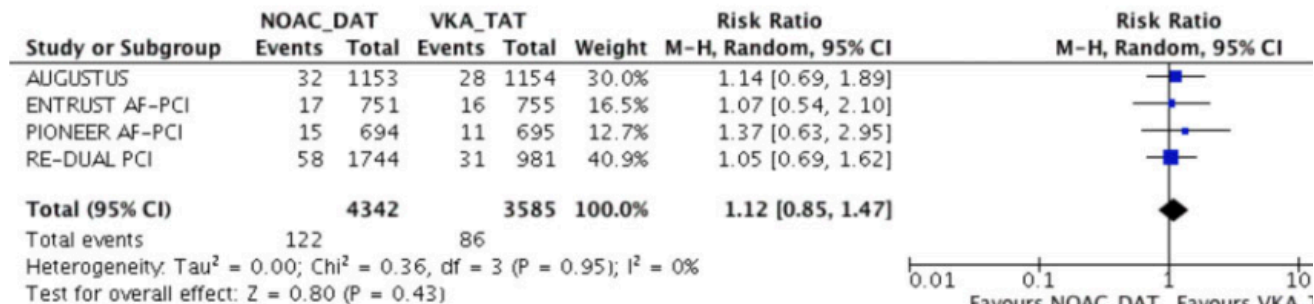 NOAC_DAT VKA_TAT Risk Ratio Risk Ratio
Study or Subgroup Events Total Events Total Weight M-H, Random, 95% CI M-H, Random, 95% CI
AUGUSTUS 32 1153 28 1154 30.0% 1.14 [0.69, 1.89]
ENTRUST AF-PCI 17 751 16 755 16.5% 1.07 [0.54, 2.10]
PIONEER AF-PCI 15 694 11 695 12.7% 1.37 [0.63, 2.95]
RE-DUAL PCI 58 1744 31 981 40.9% 1.05 [0.69, 1.62]
Total (95% CI) 4342 3585 100.0% 1.12 [0.85, 1.47]
Total events 122 86
Heterogeneity: Tau² = 0.00; Chi² = 0.36, df = 3 (P = 0.95); I² = 0%
Test for overall effect: Z = 0.80 (P = 0.43)
0.01 0.1 1 10
Favours NOAC_DAT Favours VKA_T